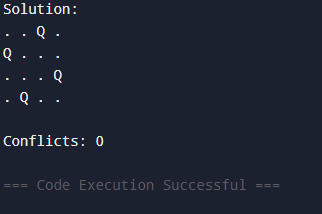 Solution:
. . Q .
Q . . .
. . . Q
. Q . .
Conflicts: 0
=== Code Execution Successful ===